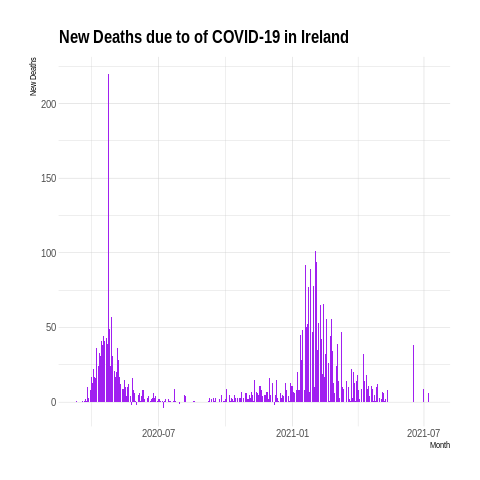 New Deaths due to of COVID-19 in Ireland
New Deaths
200
150
100
50
0
2020-07
2021-01
2021-07
Month